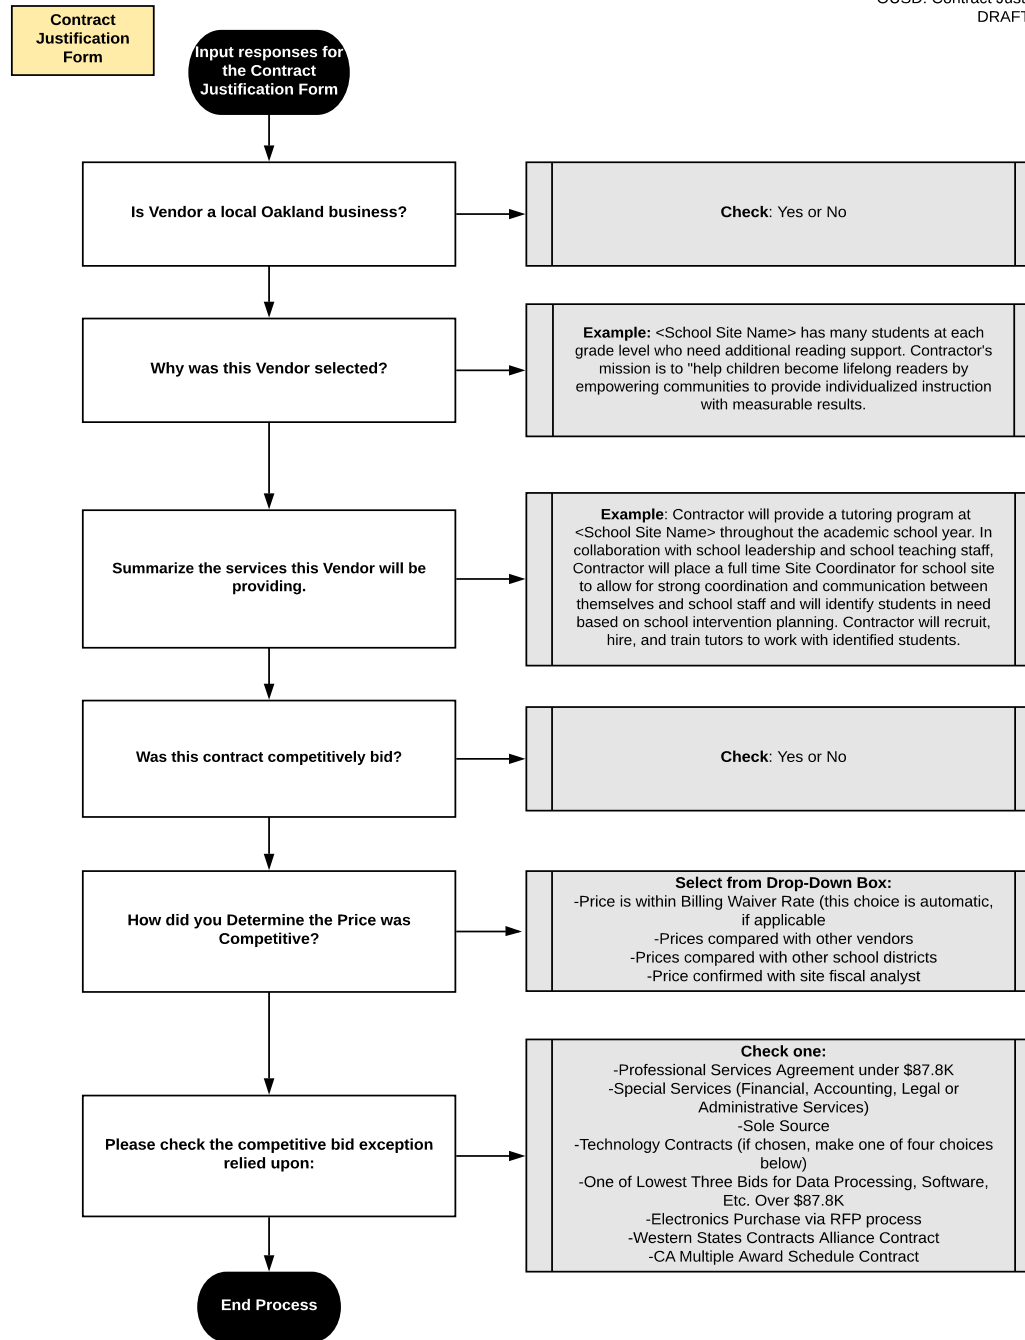 OUSD: Contract Just
DRAFT
Contract
Justification
Form
Input responses for
the Contract
Justification Form
Is Vendor a local Oakland business?
Check: Yes or No
Why was this Vendor selected?
Example: <School Site Name> has many students at each
grade level who need additional reading support. Contractor's
mission is to "help children become lifelong readers by
empowering communities to provide individualized instruction
with measurable results.
Summarize the services this Vendor will be
providing.
Example: Contractor will provide a tutoring program at
<School Site Name> throughout the academic school year. In
collaboration with school leadership and school teaching staff,
Contractor will place a full time Site Coordinator for school site
to allow for strong coordination and communication between
themselves and school staff and will identify students in need
based on school intervention planning. Contractor will recruit,
hire, and train tutors to work with identified students.
Was this contract competitively bid?
Check: Yes or No
How did you Determine the Price was
Competitive?
Select from Drop-Down Box:
-Price is within Billing Waiver Rate (this choice is automatic,
if applicable
-Prices compared with other vendors
-Prices compared with other school districts
-Price confirmed with site fiscal analyst
Please check the competitive bid exception
relied upon:
Check one:
-Professional Services Agreement under $87.8K
-Special Services (Financial, Accounting, Legal or
Administrative Services)
-Sole Source
-Technology Contracts (if chosen, make one of four choices
below)
-One of Lowest Three Bids for Data Processing, Software,
Etc. Over $87.8K
-Electronics Purchase via RFP process
-Western States Contracts Alliance Contract
-CA Multiple Award Schedule Contract
End Process